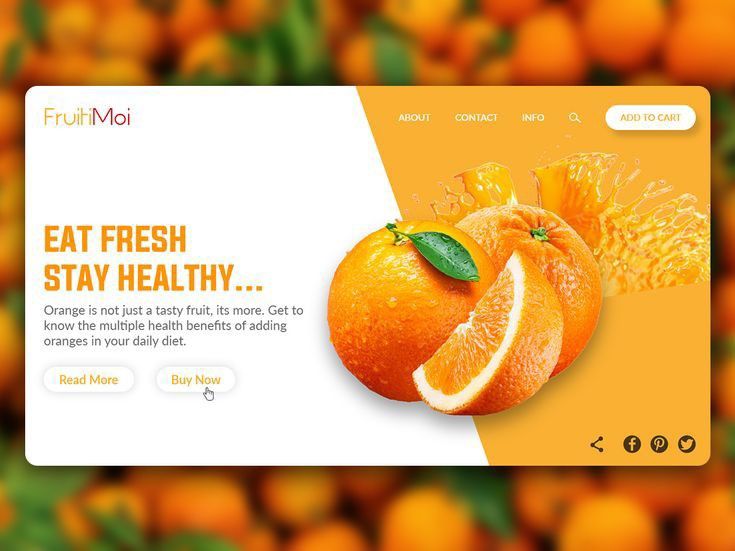 FruitiMoi
ABOUT CONTACT INFO ADD TO CART
EAT FRESH
STAY HEALTHY...
Orange is not just a tasty fruit, its more. Get to
know the multiple health benefits of adding
oranges in your daily diet.
Read More Buy Now